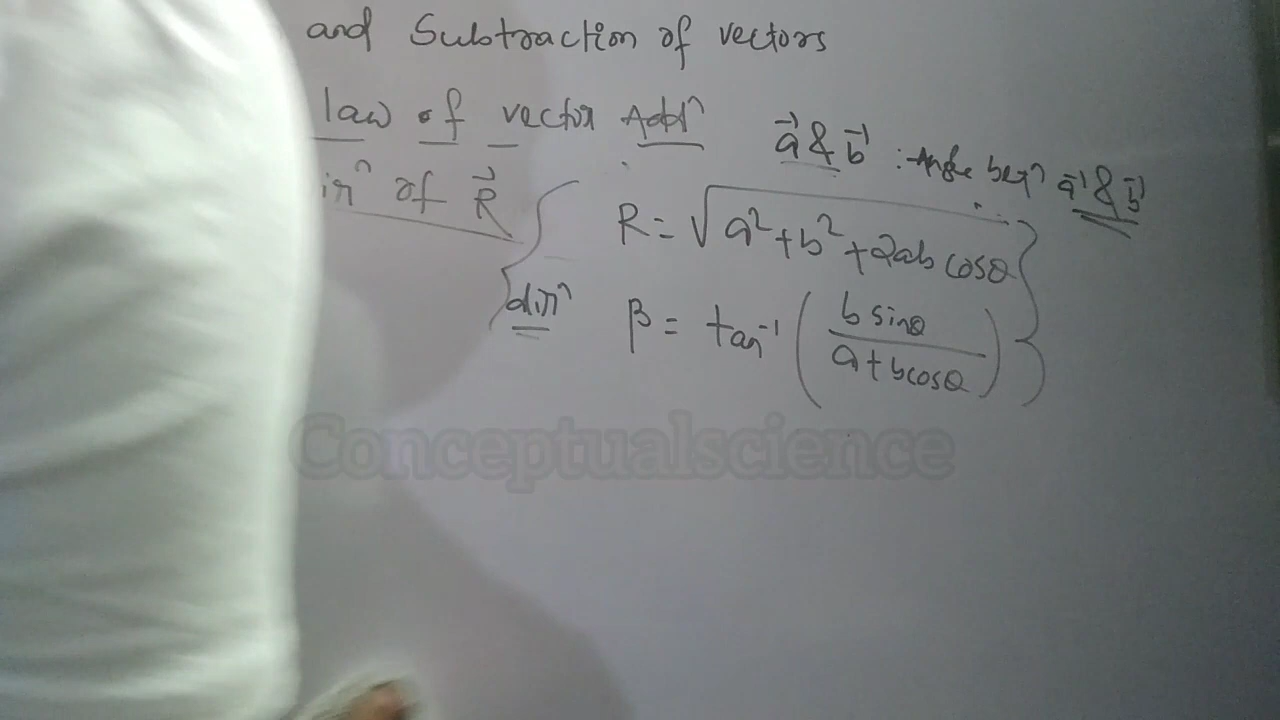 and Subtraction of vectors
law of vector Addⁿ
a⃗ & b⃗ : Angle betⁿ a⃗ & b⃗
irⁿ of R⃗
R = √a²+b²+2ab cosθ
dirⁿ β = tan⁻¹ (b sinθ / a + b cosθ)
Conceptualscience